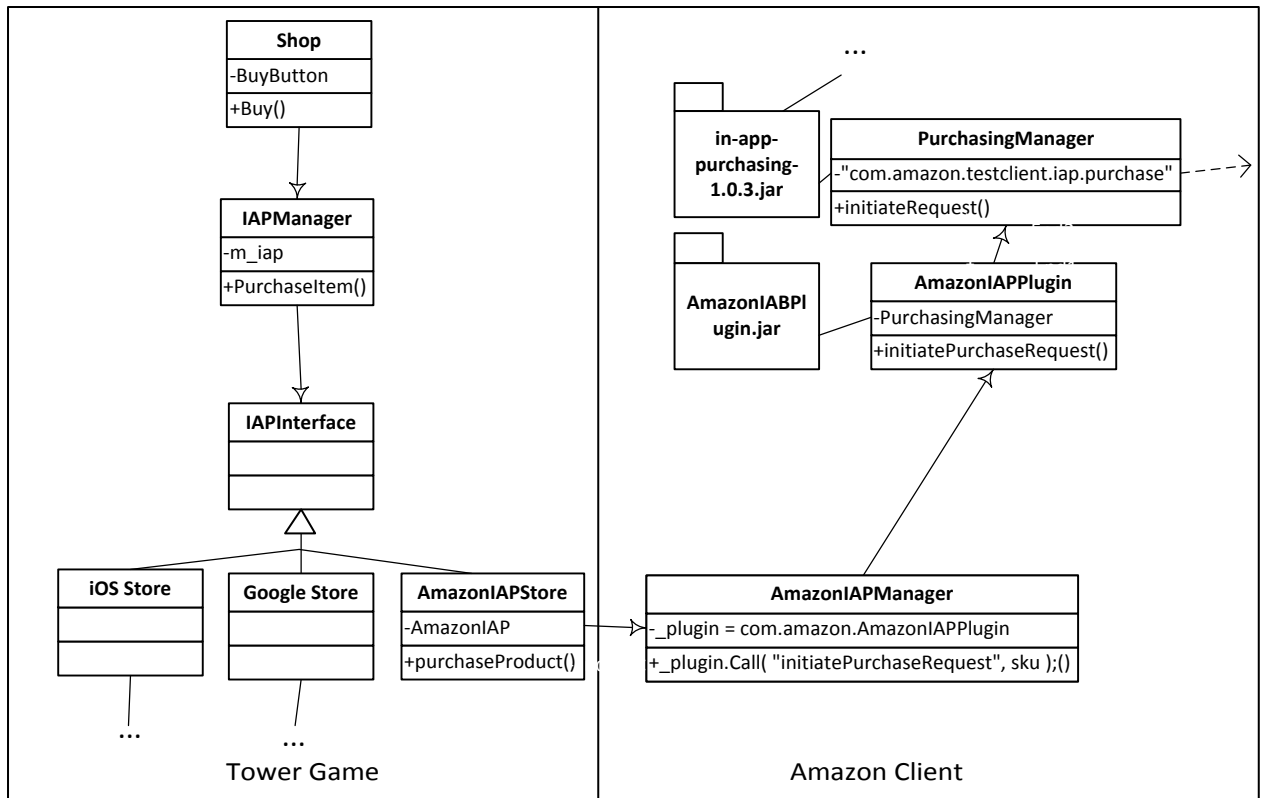 Shop
-BuyButton
+Buy()
IAPManager
-m_iap
+PurchaseItem()
IAPInterface
iOS Store
Google Store
AmazonIAPStore
-AmazonIAP
+purchaseProduct()
...
...
Tower Game
...
in-app-
purchasing-
1.0.3.jar
PurchasingManager
-"com.amazon.testclient.iap.purchase"
+initiateRequest()
AmazonIABPl
ugin.jar
AmazonIAPPlugin
-PurchasingManager
+initiatePurchaseRequest()
AmazonIAPManager
-_plugin = com.amazon.AmazonIAPPlugin
+_plugin.Call( "initiatePurchaseRequest", sku );()
Amazon Client